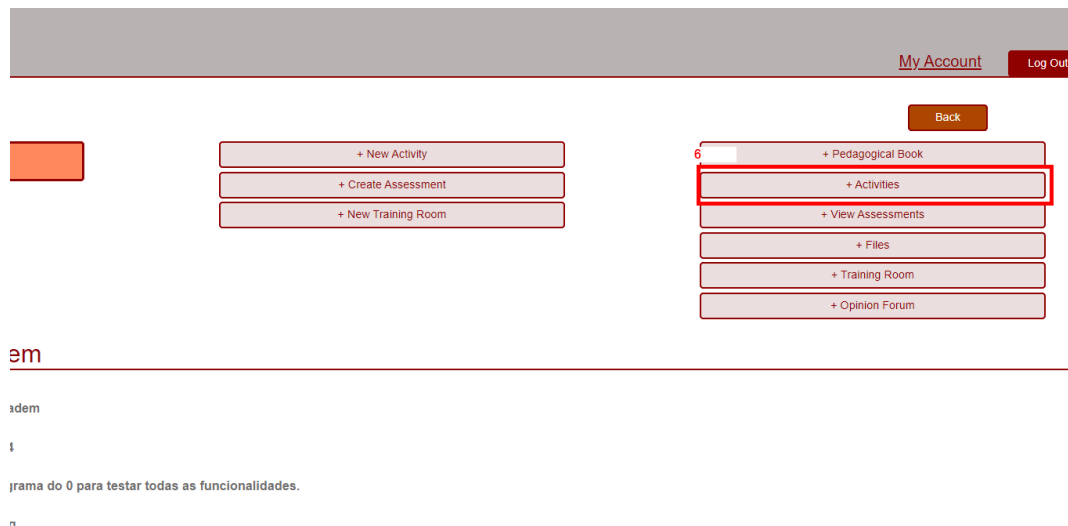 My Account
Log Out
Back
+ New Activity
+ Create Assessment
+ New Training Room
6
+ Pedagogical Book
+ Activities
+ View Assessments
+ Files
+ Training Room
+ Opinion Forum
em
adem
4
grama do 0 para testar todas as funcionalidades.